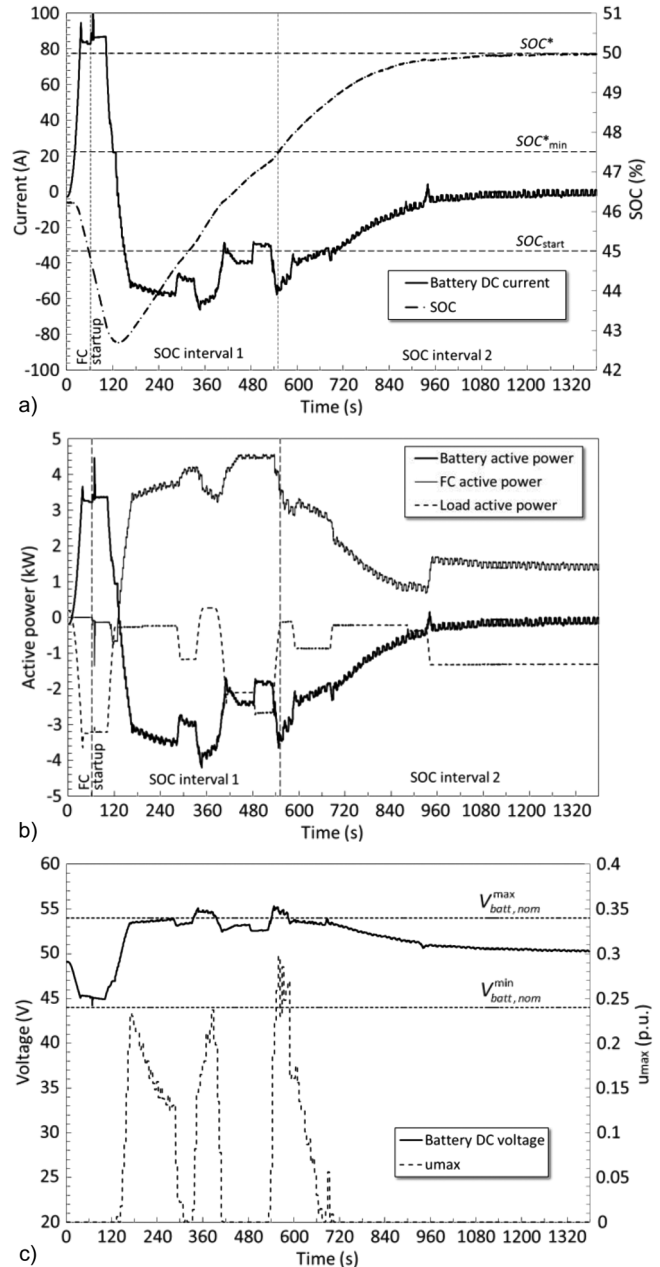 100
80
60
40
20
0
-20
-40
-60
-80
-100
Current (A)
51
50
49
48
47
46
45
44
43
42
SOC (%)
SOC*
SOC*min
SOCstart
Battery DC current
SOC
FC
startup
SOC interval 1
SOC interval 2
0 120 240 360 480 600 720 840 960 1080 1200 1320
Time (s)
a)
5
4
3
2
1
0
-1
-2
-3
-4
-5
Active power (kW)
Battery active power
FC active power
Load active power
FC
startup
SOC interval 1
SOC interval 2
0 120 240 360 480 600 720 840 960 1080 1200 1320
Time (s)
b)
60
55
50
45
40
35
30
25
20
Voltage (V)
0.4
0.35
0.3
0.25
0.2
0.15
0.1
0.05
0
umax (p.u.)
V max batt, nom
V min batt, nom
Battery DC voltage
umax
0 120 240 360 480 600 720 840 960 1080 1200 1320
Time (s)
c)